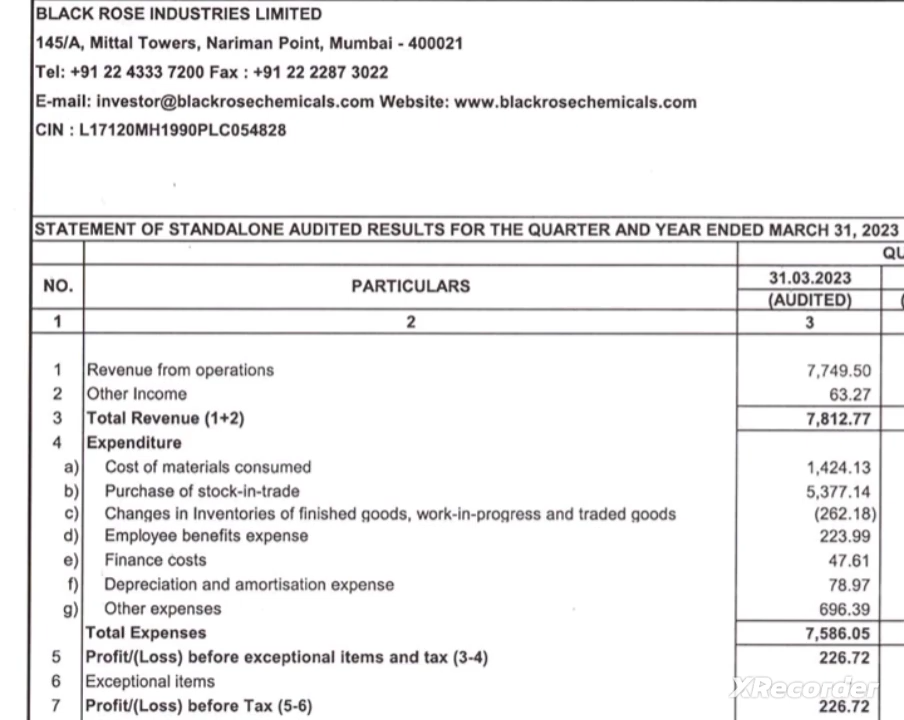 BLACK ROSE INDUSTRIES LIMITED
145/A, Mittal Towers, Nariman Point, Mumbai - 400021
Tel: +91 22 4333 7200 Fax : +91 22 2287 3022
E-mail: investor@blackrosechemicals.com Website: www.blackrosechemicals.com
CIN : L17120MH1990PLC054828
STATEMENT OF STANDALONE AUDITED RESULTS FOR THE QUARTER AND YEAR ENDED MARCH 31, 2023
QU
NO. PARTICULARS 31.03.2023
(AUDITED) (
1 2 3
1 Revenue from operations 7,749.50
2 Other Income 63.27
3 Total Revenue (1+2) 7,812.77
4 Expenditure
a) Cost of materials consumed 1,424.13
b) Purchase of stock-in-trade 5,377.14
c) Changes in Inventories of finished goods, work-in-progress and traded goods (262.18)
d) Employee benefits expense 223.99
e) Finance costs 47.61
f) Depreciation and amortisation expense 78.97
g) Other expenses 696.39
Total Expenses 7,586.05
5 Profit/(Loss) before exceptional items and tax (3-4) 226.72
6 Exceptional items
XRecorder
7 Profit/(Loss) before Tax (5-6) 226.72